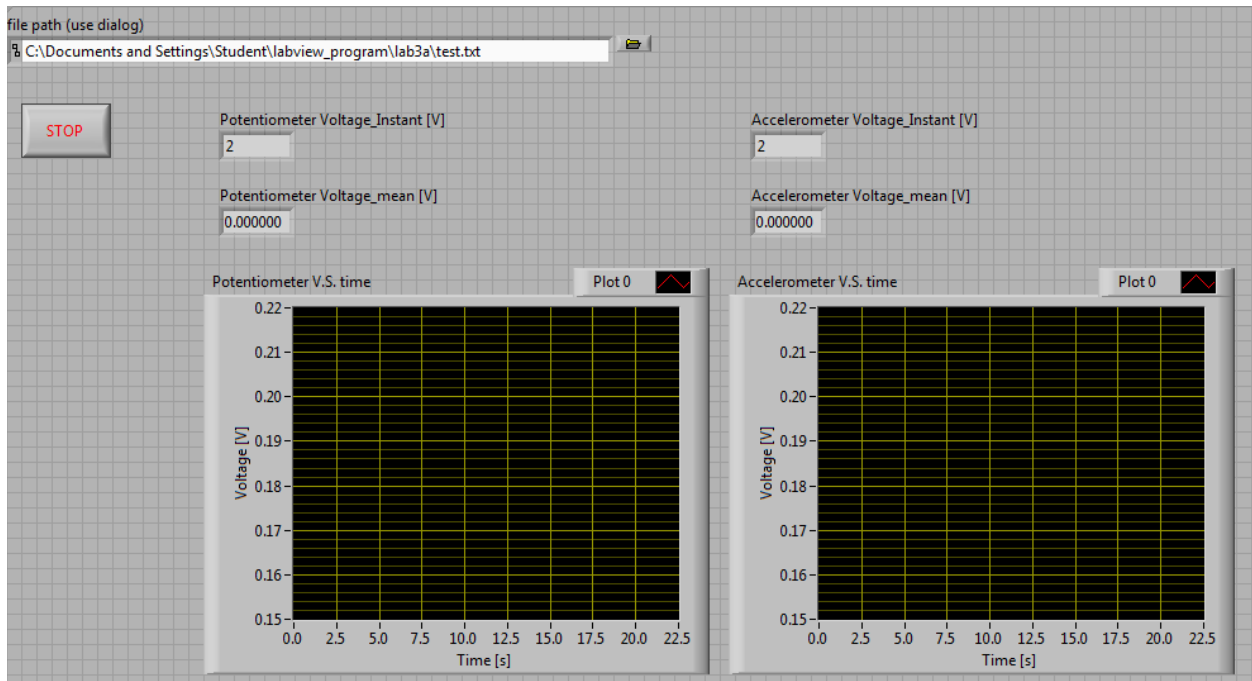 file path (use dialog)
C:\Documents and Settings\Student\labview_program\lab3a\test.txt
STOP
Potentiometer Voltage_Instant [V]
2
Accelerometer Voltage_Instant [V]
2
Potentiometer Voltage_mean [V]
0.000000
Accelerometer Voltage_mean [V]
0.000000
Potentiometer V.S. time
Plot 0
0.22
0.21
0.20
0.19
0.18
0.17
0.16
0.15
Voltage [V]
0.0 2.5 5.0 7.5 10.0 12.5 15.0 17.5 20.0 22.5
Time [s]
Accelerometer V.S. time
Plot 0
0.22
0.21
0.20
0.19
0.18
0.17
0.16
0.15
Voltage [V]
0.0 2.5 5.0 7.5 10.0 12.5 15.0 17.5 20.0 22.5
Time [s]